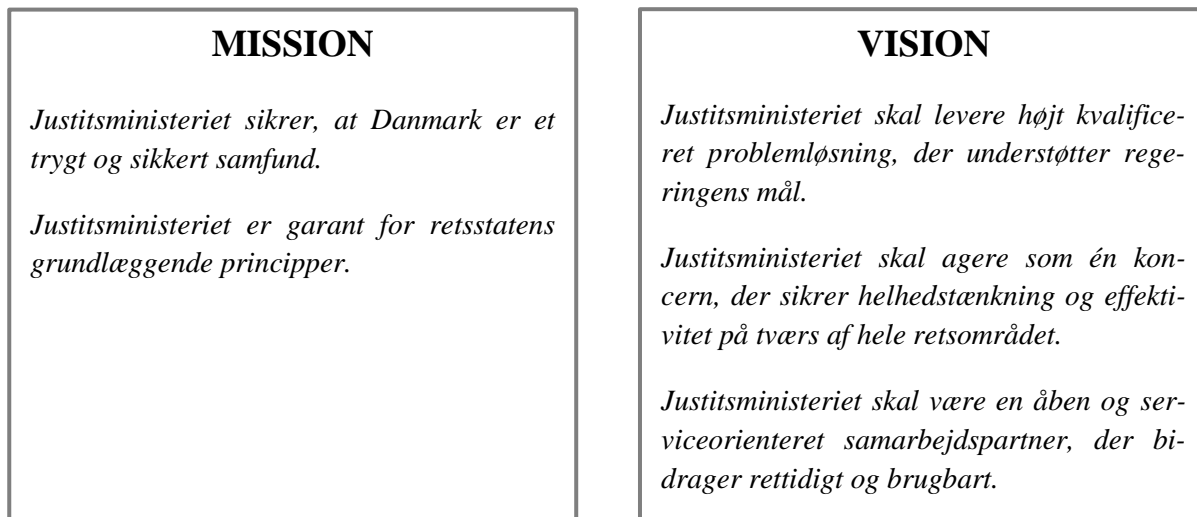 MISSION
Justitsministeriet sikrer, at Danmark er et
trygt og sikkert samfund.
Justitsministeriet er garant for retsstatens
grundlæggende principper.
VISION
Justitsministeriet skal levere højt kvalifice-
ret problemløsning, der understøtter rege-
ringens mål.
Justitsministeriet skal agere som én kon-
cern, der sikrer helhedstænkning og effekti-
vitet på tværs af hele retsområdet.
Justitsministeriet skal være en åben og ser-
viceorienteret samarbejdspartner, der bi-
drager rettidigt og brugbart.